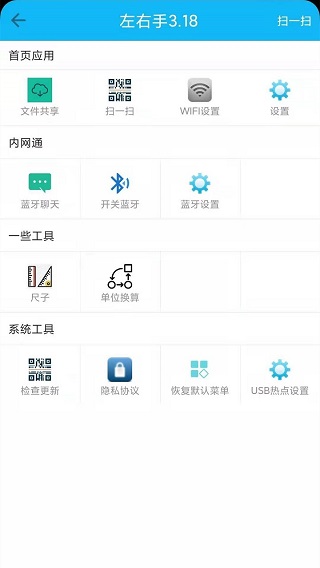 左右手3.18 扫一扫
首页应用
文件共享 扫一扫 WIFI设置 设置
内网通
蓝牙聊天 开关蓝牙 蓝牙设置
一些工具
尺子 单位换算
系统工具
检查更新 隐私协议 恢复默认菜单 USB热点设置